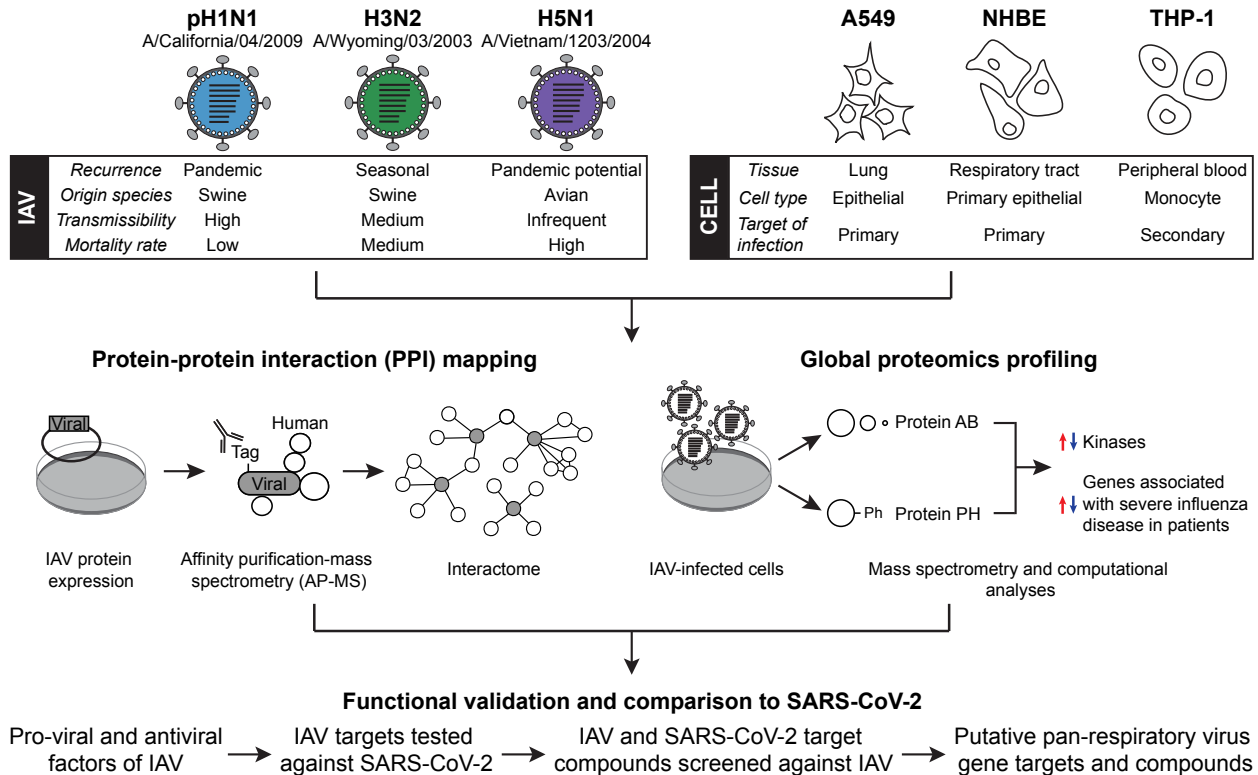 pH1N1
A/California/04/2009
H3N2
A/Wyoming/03/2003
H5N1
A/Vietnam/1203/2004
A549
NHBE
THP-1
IAV
Recurrence Pandemic Seasonal Pandemic potential
Origin species Swine Swine Avian
Transmissibility High Medium Infrequent
Mortality rate Low Medium High
CELL
Tissue Lung Respiratory tract Peripheral blood
Cell type Epithelial Primary epithelial Monocyte
Target of
infection Primary Primary Secondary
Protein-protein interaction (PPI) mapping
Viral
Tag
Human
Viral
IAV protein
expression
Affinity purification-mass
spectrometry (AP-MS)
Interactome
Global proteomics profiling
Protein AB
Ph Protein PH
Kinases
Genes associated
with severe influenza
disease in patients
IAV-infected cells
Mass spectrometry and computational
analyses
Functional validation and comparison to SARS-CoV-2
Pro-viral and antiviral
factors of IAV
IAV targets tested
against SARS-CoV-2
IAV and SARS-CoV-2 target
compounds screened against IAV
Putative pan-respiratory virus
gene targets and compounds